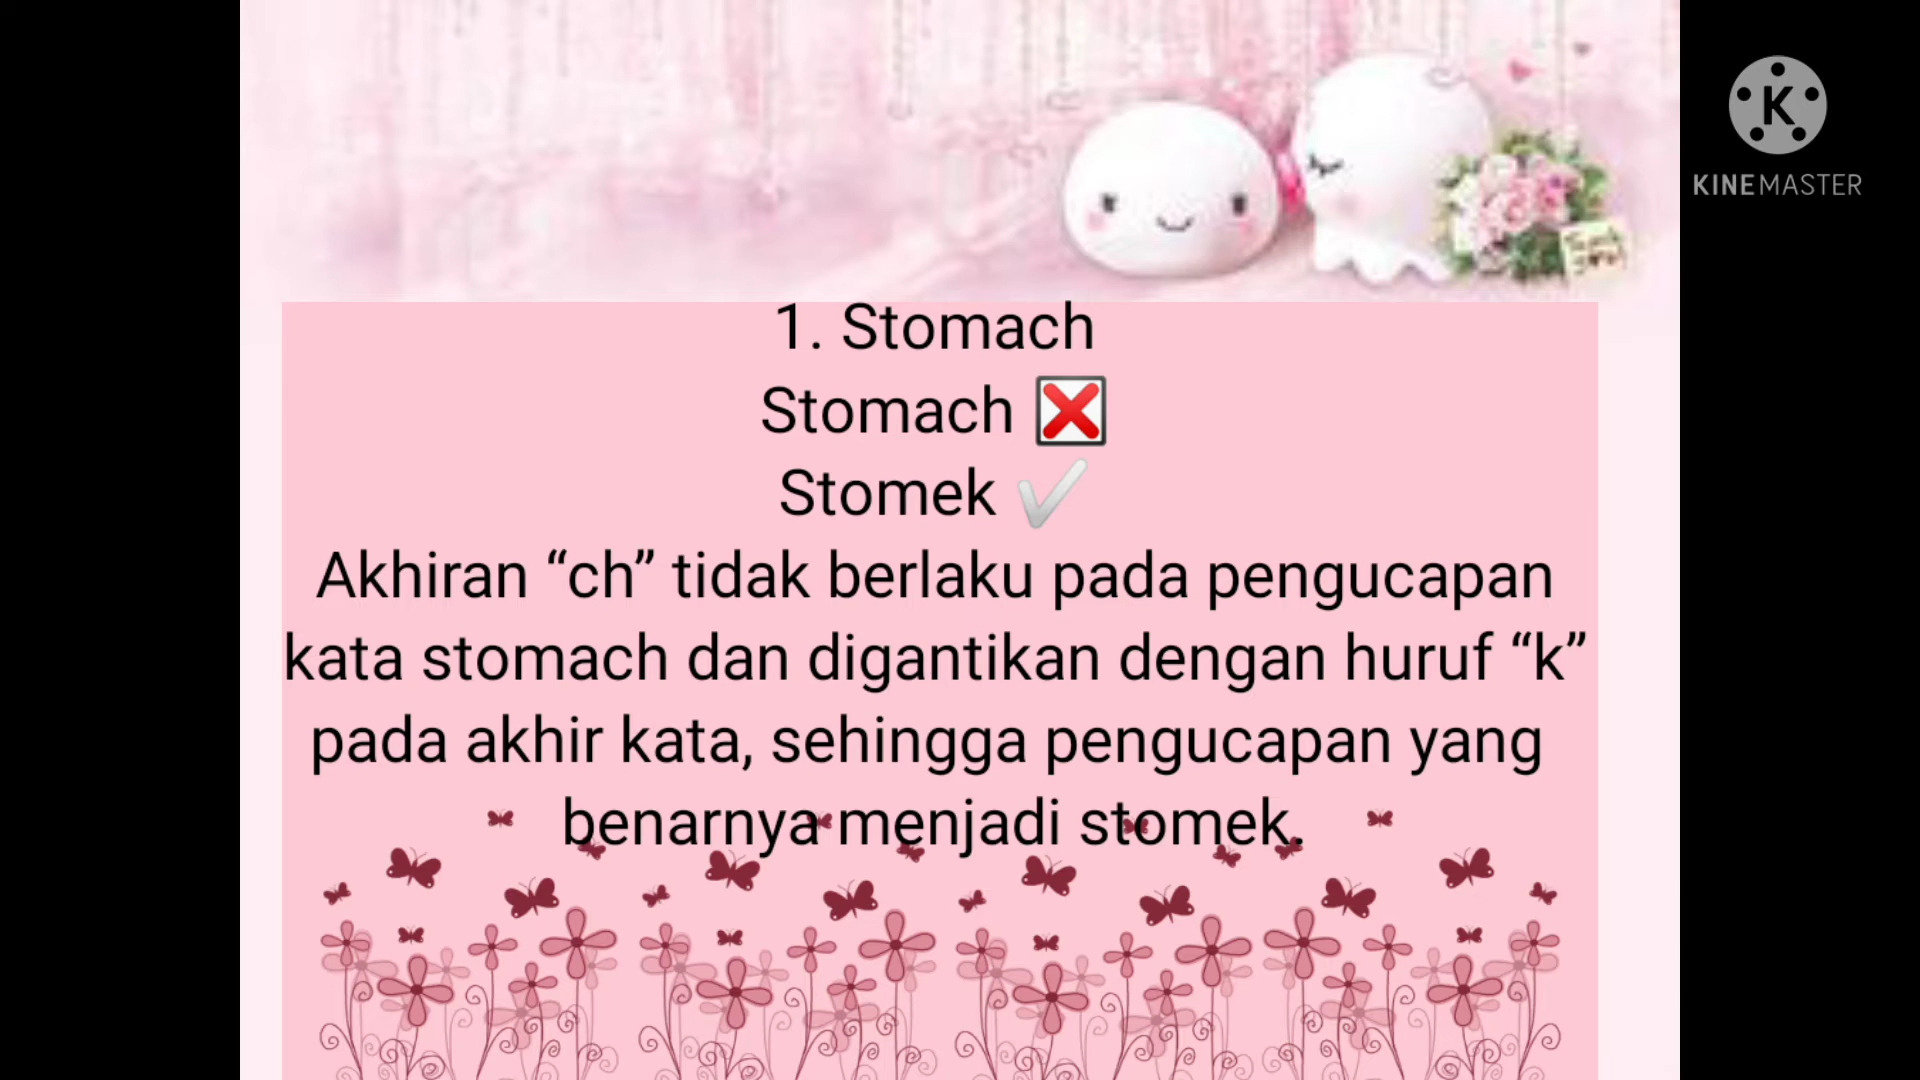 KINEMASTER
1. Stomach
Stomach ❎
Stomek ✔
Akhiran “ch” tidak berlaku pada pengucapan
kata stomach dan digantikan dengan huruf “k”
pada akhir kata, sehingga pengucapan yang
benarnya menjadi stomek.